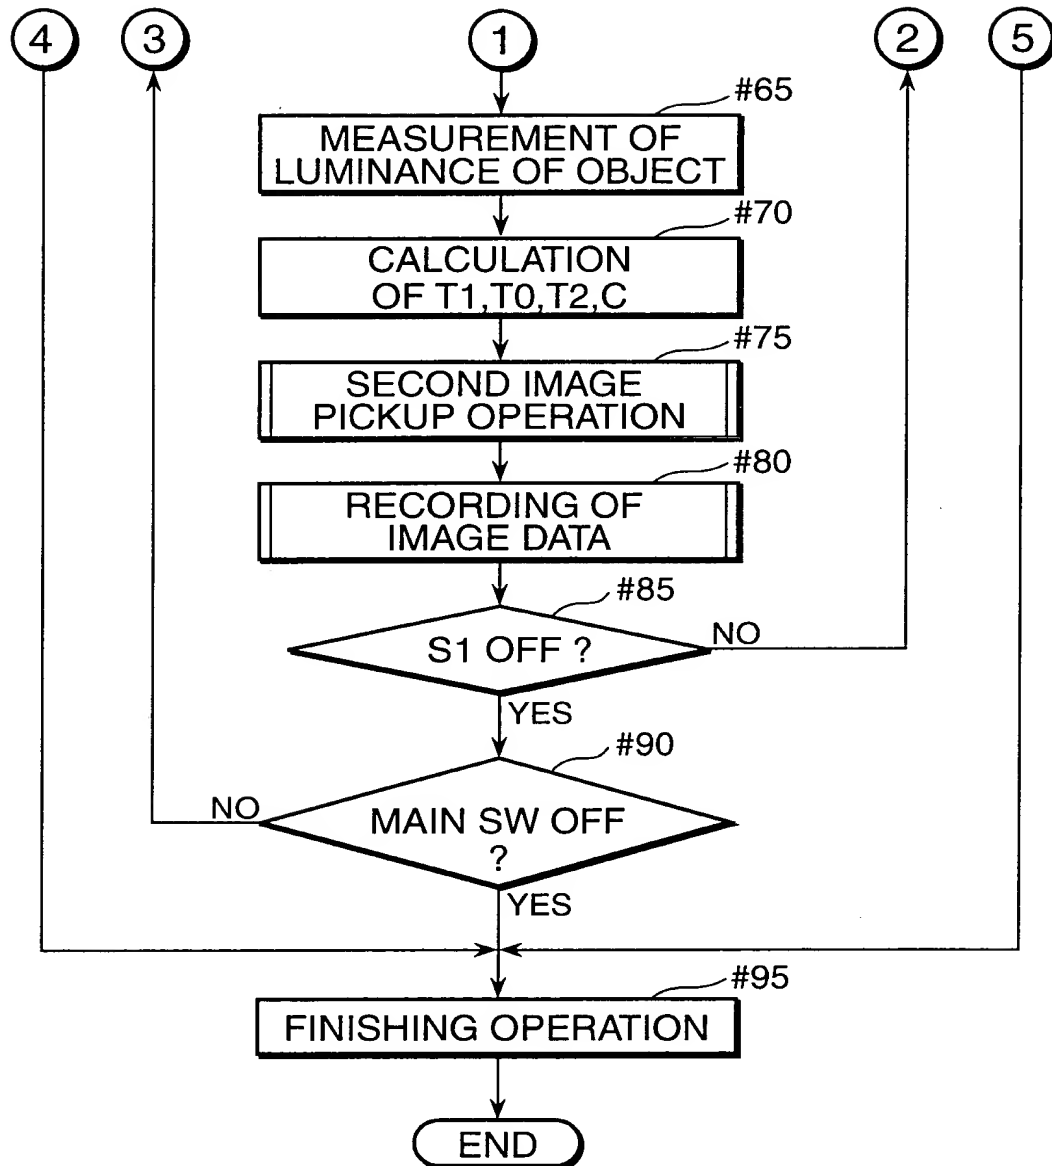 4
3
1
2
5
#65
MEASUREMENT OF
LUMINANCE OF OBJECT
#70
CALCULATION
OF T1,T0,T2,C
#75
SECOND IMAGE
PICKUP OPERATION
#80
RECORDING OF
IMAGE DATA
#85
S1 OFF ?
NO
YES
#90
NO
MAIN SW OFF
?
YES
#95
FINISHING OPERATION
END